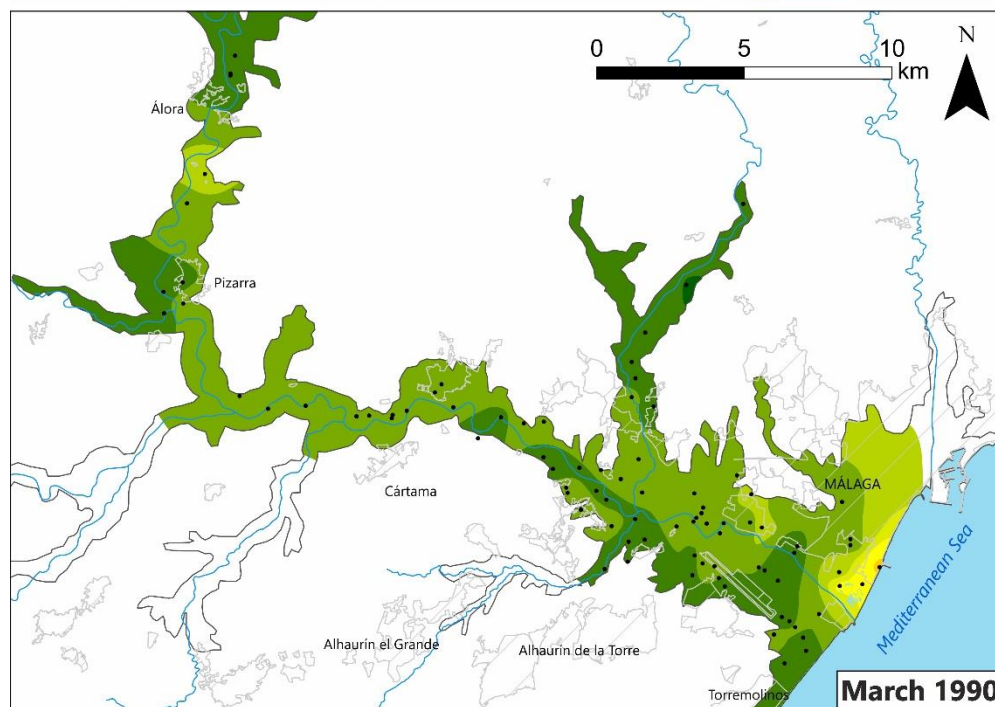 0 5 10
km
N
Álora
Pizarra
Cártama
MÁLAGA
Mediterranean Sea
Alhaurín el Grande
Alhaurín de la Torre
Torremolinos
March 1990